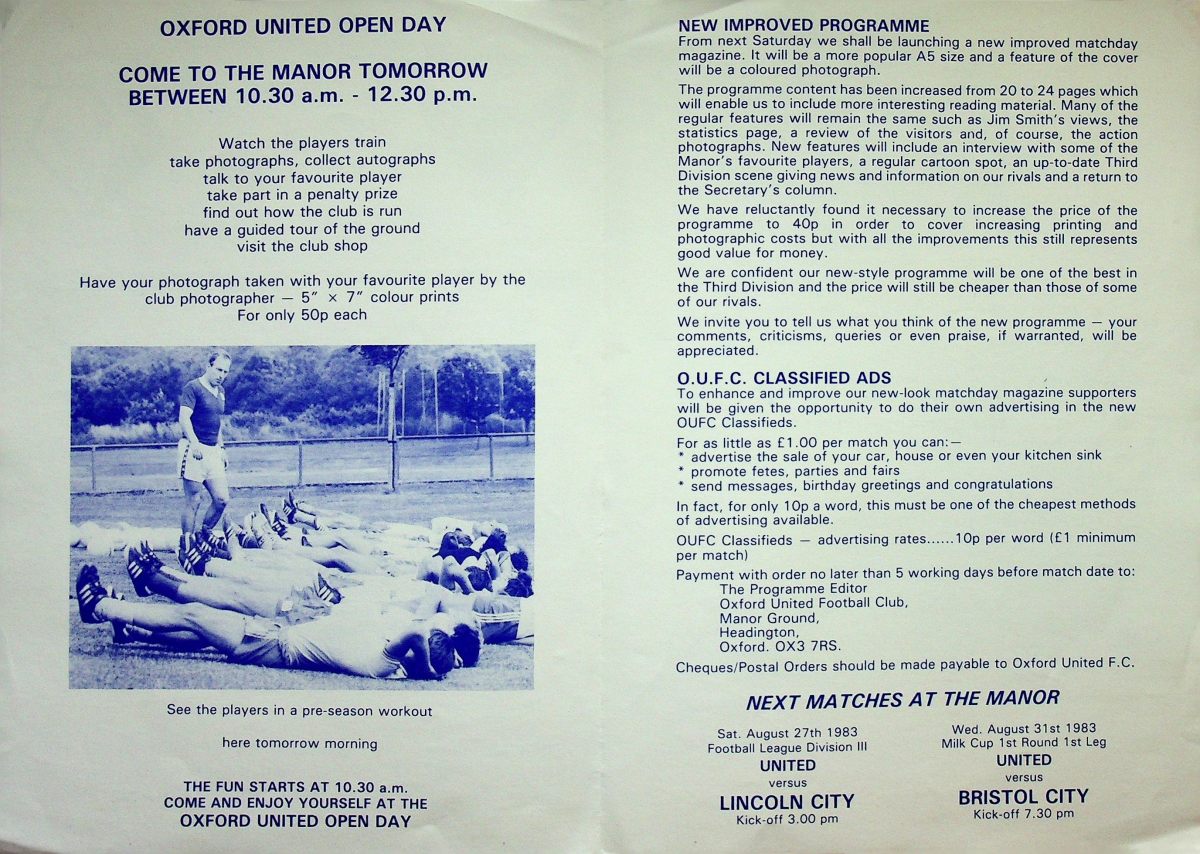 OXFORD UNITED OPEN DAY
COME TO THE MANOR TOMORROW
BETWEEN 10.30 a.m. - 12.30 p.m.
Watch the players train
take photographs, collect autographs
talk to your favourite player
take part in a penalty prize
find out how the club is run
have a guided tour of the ground
visit the club shop
Have your photograph taken with your favourite player by the
club photographer — 5" × 7" colour prints
For only 50p each
See the players in a pre-season workout
here tomorrow morning
THE FUN STARTS AT 10.30 a.m.
COME AND ENJOY YOURSELF AT THE
OXFORD UNITED OPEN DAY
NEW IMPROVED PROGRAMME
From next Saturday we shall be launching a new improved matchday
magazine. It will be a more popular A5 size and a feature of the cover
will be a coloured photograph.
The programme content has been increased from 20 to 24 pages which
will enable us to include more interesting reading material. Many of the
regular features will remain the same such as Jim Smith's views, the
statistics page, a review of the visitors and, of course, the action
photographs. New features will include an interview with some of the
Manor's favourite players, a regular cartoon spot, an up-to-date Third
Division scene giving news and information on our rivals and a return to
the Secretary's column.
We have reluctantly found it necessary to increase the price of the
programme to 40p in order to cover increasing printing and
photographic costs but with all the improvements this still represents
good value for money.
We are confident our new-style programme will be one of the best in
the Third Division and the price will still be cheaper than those of some
of our rivals.
We invite you to tell us what you think of the new programme — your
comments, criticisms, queries or even praise, if warranted, will be
appreciated.
O.U.F.C. CLASSIFIED ADS
To enhance and improve our new-look matchday magazine supporters
will be given the opportunity to do their own advertising in the new
OUFC Classifieds.
For as little as £1.00 per match you can:—
* advertise the sale of your car, house or even your kitchen sink
* promote fetes, parties and fairs
* send messages, birthday greetings and congratulations
In fact, for only 10p a word, this must be one of the cheapest methods
of advertising available.
OUFC Classifieds — advertising rates......10p per word (£1 minimum
per match)
Payment with order no later than 5 working days before match date to:
The Programme Editor
Oxford United Football Club,
Manor Ground,
Headington,
Oxford. OX3 7RS.
Cheques/Postal Orders should be made payable to Oxford United F.C.
NEXT MATCHES AT THE MANOR
Sat. August 27th 1983
Football League Division III
UNITED
versus
LINCOLN CITY
Kick-off 3.00 pm
Wed. August 31st 1983
Milk Cup 1st Round 1st Leg
UNITED
versus
BRISTOL CITY
Kick-off 7.30 pm